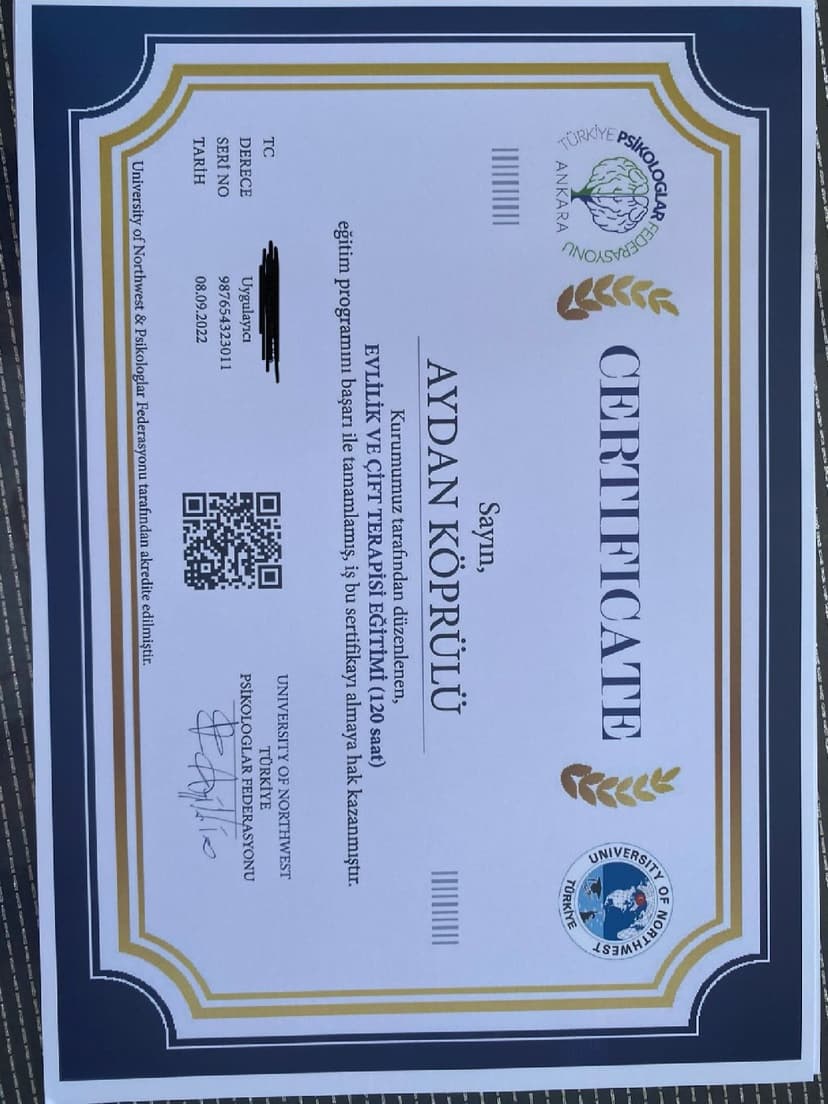 TÜRKİYE PSİKOLOGLAR FEDERASYONU
ANKARA
CERTIFICATE
UNIVERSITY OF NORTHWEST
TÜRKİYE
Sayın,
AYDAN KÖPRÜLÜ
Kurumumuz tarafından düzenlenen,
EVLİLİK VE ÇİFT TERAPİSİ EĞİTİMİ (120 saat)
eğitim programını başarı ile tamamlamış, iş bu sertifikayı almaya hak kazanmıştır.
TC
DERECE Uygulayıcı
SERİ NO 987654323011
TARİH 08.09.2022
UNIVERSITY OF NORTHWEST
TÜRKİYE
PSİKOLOGLAR FEDERASYONU
University of Northwest & Psikologlar Federasyonu tarafından akredite edilmiştir.